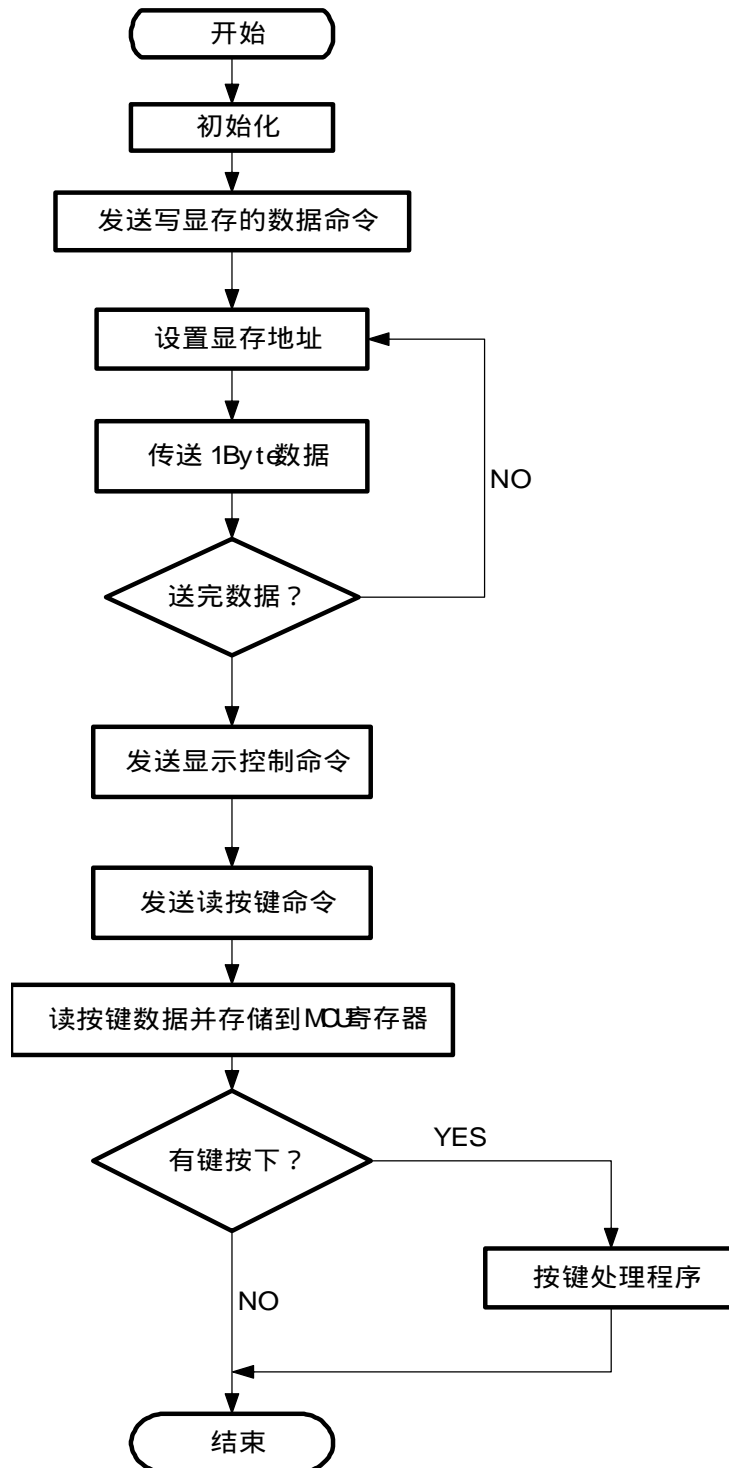 开始
初始化
发送写显存的数据命令
设置显存地址
传送 1Byte数据
NO
送完数据？
发送显示控制命令
发送读按键命令
读按键数据并存储到MCU寄存器
有键按下？
YES
按键处理程序
NO
结束